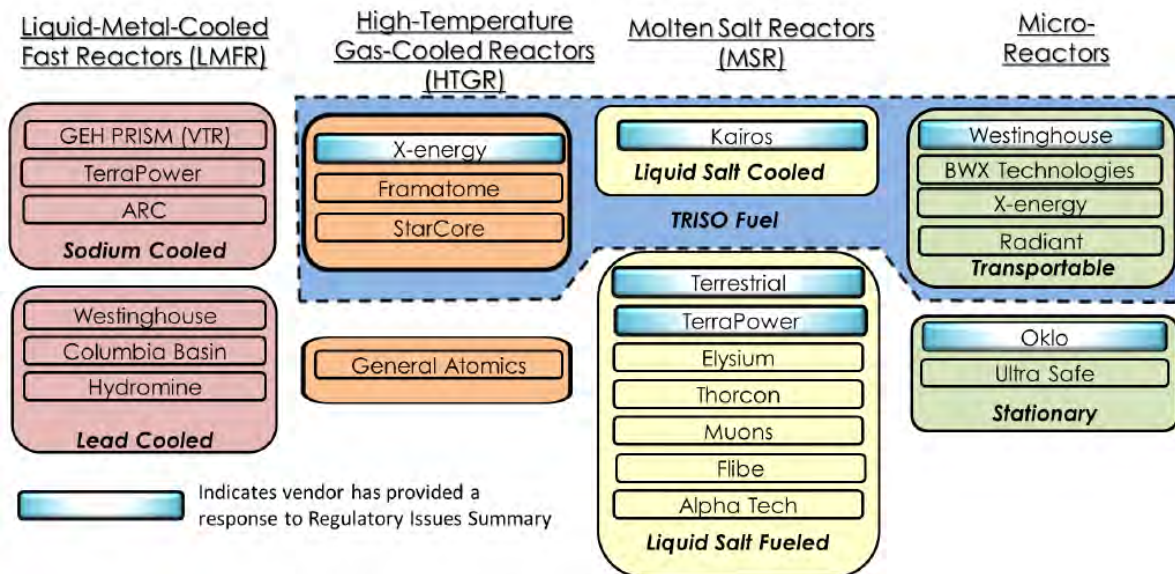 Liquid-Metal-Cooled
Fast Reactors (LMFR)
GEH PRISM (VTR)
TerraPower
ARC
Sodium Cooled
Westinghouse
Columbia Basin
Hydromine
Lead Cooled
High-Temperature
Gas-Cooled Reactors
(HTGR)
X-energy
Framatome
StarCore
General Atomics
Molten Salt Reactors
(MSR)
Kairos
Liquid Salt Cooled
TRISO Fuel
Terrestrial
TerraPower
Elysium
Thorcon
Muons
Flibe
Alpha Tech
Liquid Salt Fueled
Micro-
Reactors
Westinghouse
BWX Technologies
X-energy
Radiant
Transportable
Oklo
Ultra Safe
Stationary
Indicates vendor has provided a
response to Regulatory Issues Summary